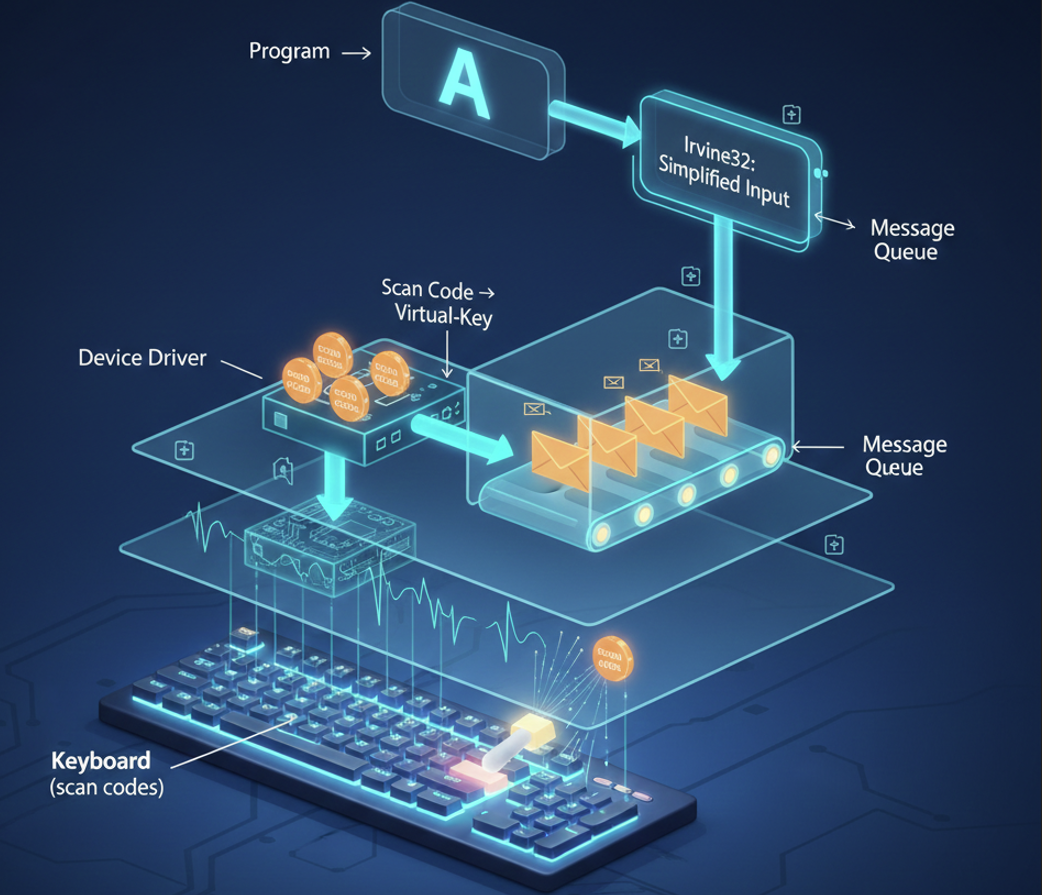 Program →
A
Irvine32:
Simplified Input
Message
Queue
Scan Code →
Virtual-Key
Device Driver
Message
Queue
Keyboard
(scan codes)